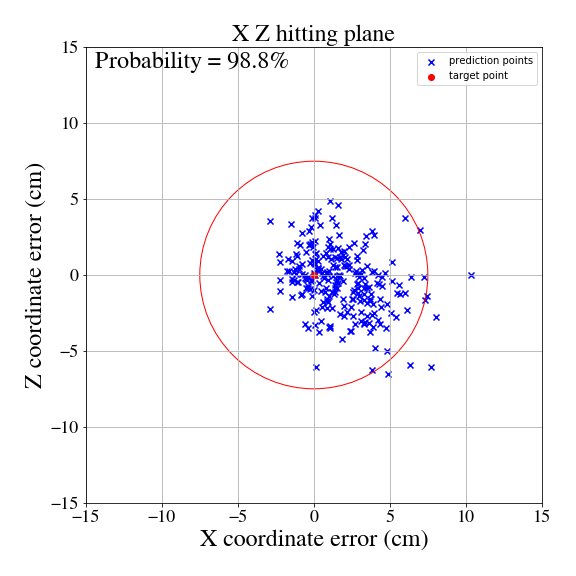 X Z hitting plane
Probability = 98.8%
prediction points
target point
Z coordinate error (cm)
15
10
5
0
−5
−10
−15
−15
−10
−5
0
5
10
15
X coordinate error (cm)